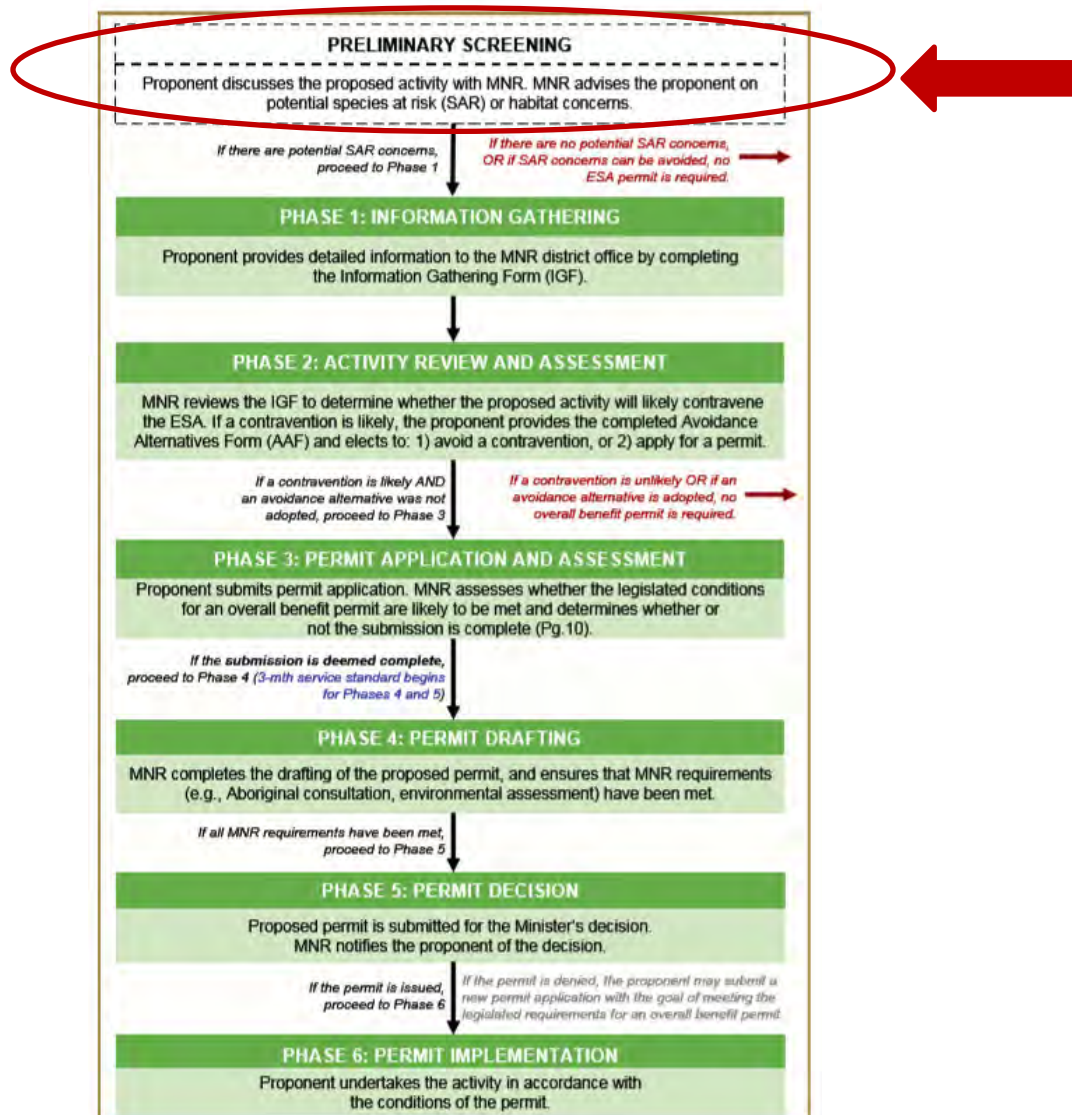 PRELIMINARY SCREENING
Proponent discusses the proposed activity with MNR. MNR advises the proponent on
potential species at risk (SAR) or habitat concerns.
If there are potential SAR concerns,
proceed to Phase 1
If there are no potential SAR concerns,
OR if SAR concerns can be avoided, no
ESA permit is required.
PHASE 1: INFORMATION GATHERING
Proponent provides detailed information to the MNR district office by completing
the Information Gathering Form (IGF).
PHASE 2: ACTIVITY REVIEW AND ASSESSMENT
MNR reviews the IGF to determine whether the proposed activity will likely contravene
the ESA. If a contravention is likely, the proponent provides the completed Avoidance
Alternatives Form (AAF) and elects to: 1) avoid a contravention, or 2) apply for a permit.
If a contravention is likely AND
an avoidance alternative was not
adopted, proceed to Phase 3
If a contravention is unlikely OR if an
avoidance alternative is adopted, no
overall benefit permit is required.
PHASE 3: PERMIT APPLICATION AND ASSESSMENT
Proponent submits permit application. MNR assesses whether the legislated conditions
for an overall benefit permit are likely to be met and determines whether or
not the submission is complete (Pg.10).
If the submission is deemed complete,
proceed to Phase 4 (3-mth service standard begins
for Phases 4 and 5)
PHASE 4: PERMIT DRAFTING
MNR completes the drafting of the proposed permit, and ensures that MNR requirements
(e.g., Aboriginal consultation, environmental assessment) have been met.
If all MNR requirements have been met,
proceed to Phase 5
PHASE 5: PERMIT DECISION
Proposed permit is submitted for the Minister's decision.
MNR notifies the proponent of the decision.
If the permit is issued,
proceed to Phase 6
If the permit is denied, the proponent may submit a
new permit application with the goal of meeting the
legislated requirements for an overall benefit permit
PHASE 6: PERMIT IMPLEMENTATION
Proponent undertakes the activity in accordance with
the conditions of the permit.